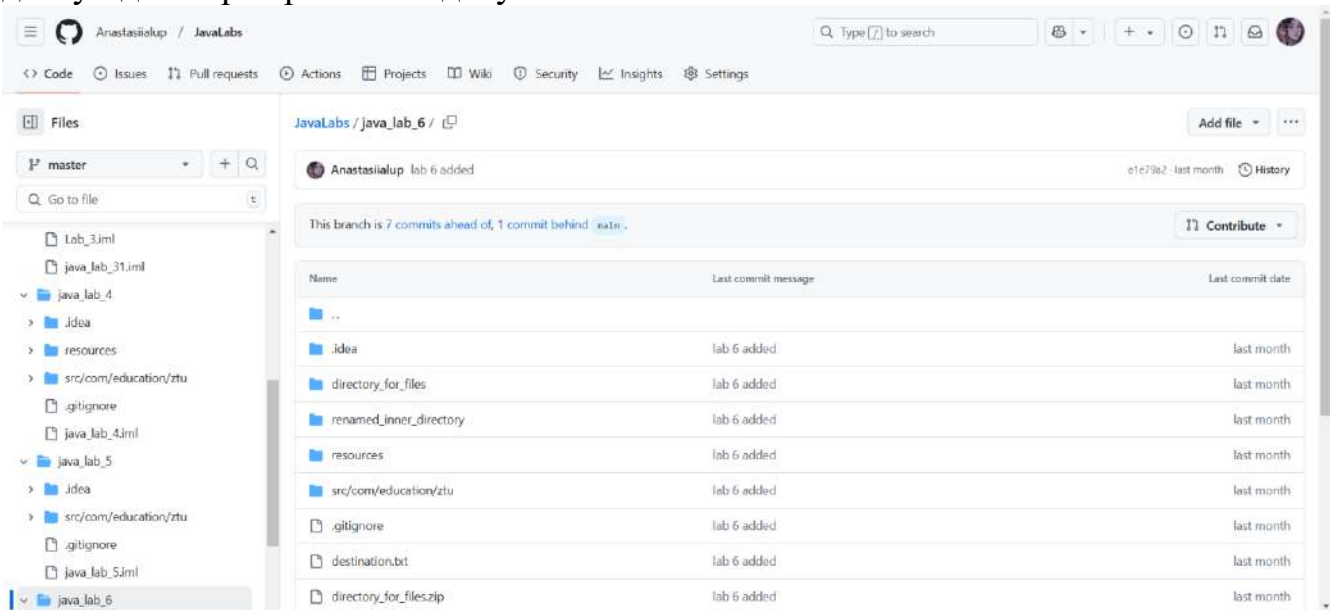 Anastasiialup / JavaLabs
Type / to search
Code Issues Pull requests Actions Projects Wiki Security Insights Settings
Files
master
Go to file t
Lab_3.iml
java_lab_31.iml
java_lab_4
.idea
resources
src/com/education/ztu
.gitignore
java_lab_4.iml
java_lab_5
.idea
src/com/education/ztu
.gitignore
java_lab_5.iml
java_lab_6
JavaLabs / java_lab_6 /
Add file
Anastasiialup lab 6 added
e1e79a2 · last month History
This branch is 7 commits ahead of, 1 commit behind main .
Contribute
Name Last commit message Last commit date
..
.idea lab 6 added last month
directory_for_files lab 6 added last month
renamed_inner_directory lab 6 added last month
resources lab 6 added last month
src/com/education/ztu lab 6 added last month
.gitignore lab 6 added last month
destination.txt lab 6 added last month
directory_for_files.zip lab 6 added last month